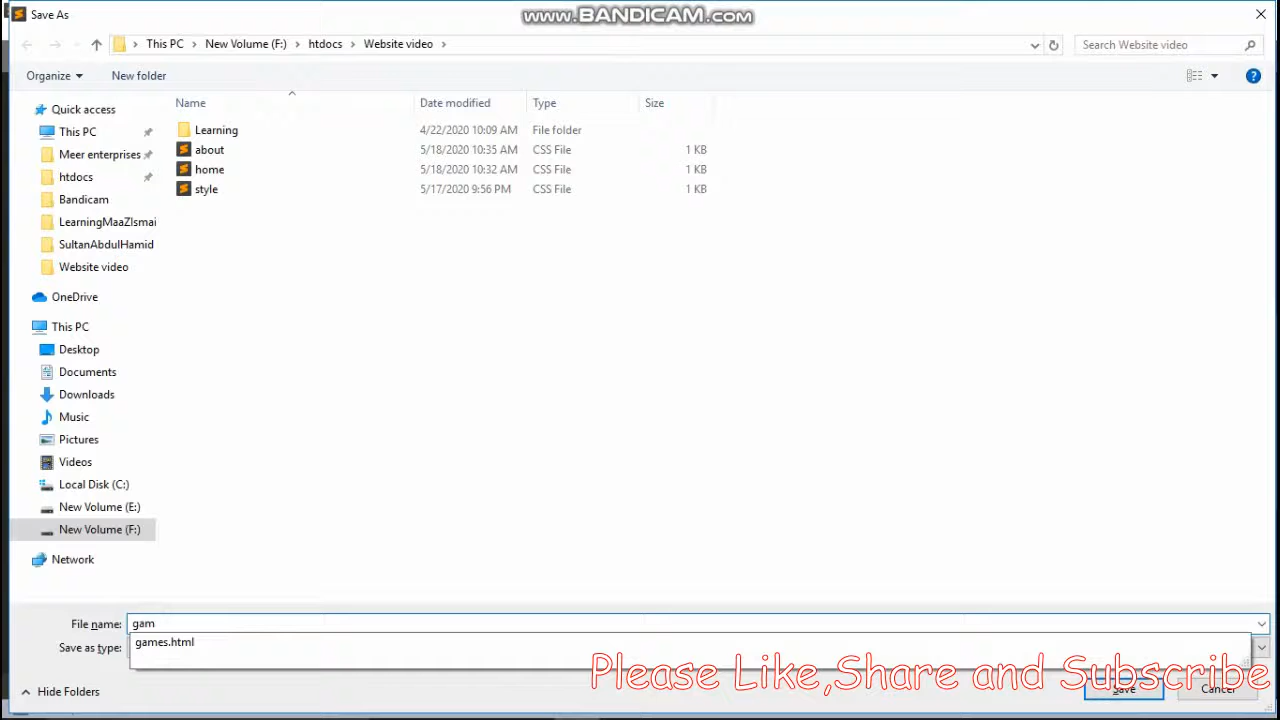 Save As
www.BANDICAM.com
This PC
New Volume (F:)
htdocs
Website video
Search Website video
Organize
New folder
Name
Date modified
Type
Size
Quick access
This PC
Meer enterprises
htdocs
Bandicam
LearningMaaZIsmai
SultanAbdulHamid
Website video
OneDrive
This PC
Desktop
Documents
Downloads
Music
Pictures
Videos
Local Disk (C:)
New Volume (E:)
New Volume (F:)
Network
Learning 4/22/2020 10:09 AM File folder
about 5/18/2020 10:35 AM CSS File 1 KB
home 5/18/2020 10:32 AM CSS File 1 KB
style 5/17/2020 9:56 PM CSS File 1 KB
File name: gam
games.html
Save as type:
Please Like,Share and Subscribe
Hide Folders
Save
Cancel